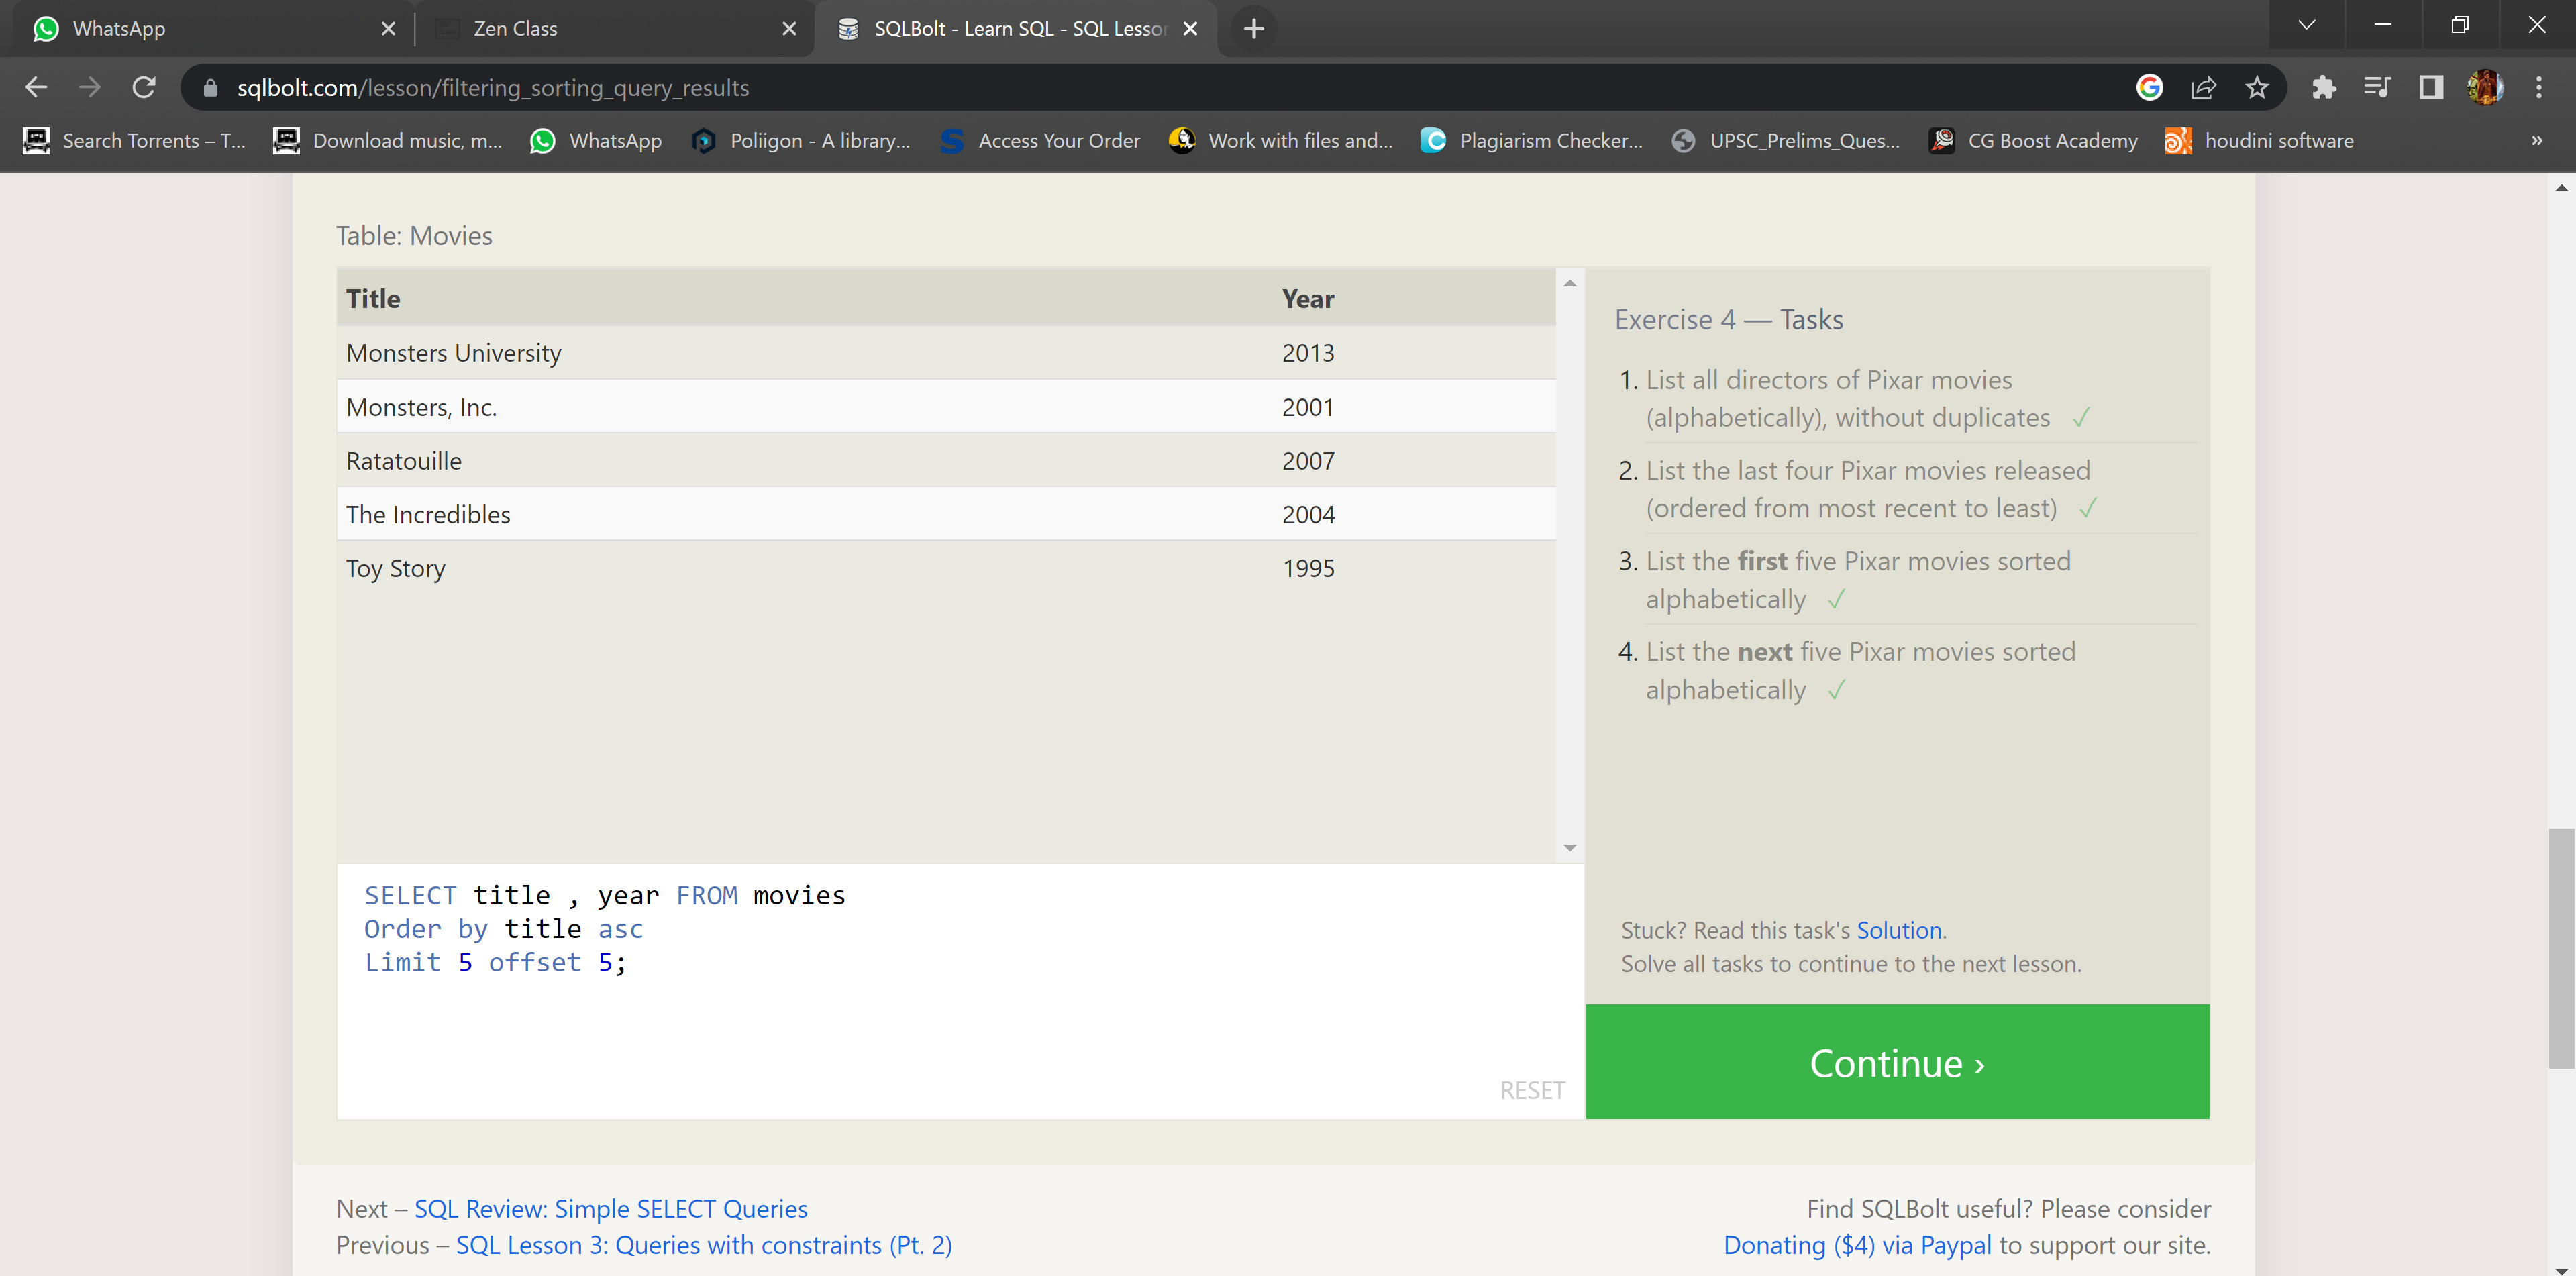 WhatsApp
Zen Class
SQLBolt - Learn SQL - SQL Lesson
sqlbolt.com/lesson/filtering_sorting_query_results
Search Torrents – T...
Download music, m...
WhatsApp
Poliigon - A library...
Access Your Order
Work with files and...
Plagiarism Checker...
UPSC_Prelims_Ques...
CG Boost Academy
houdini software
»
Table: Movies
Title Year
Monsters University 2013
Monsters, Inc. 2001
Ratatouille 2007
The Incredibles 2004
Toy Story 1995
SELECT title , year FROM movies
Order by title asc
Limit 5 offset 5;
RESET
Exercise 4 — Tasks
1. List all directors of Pixar movies
(alphabetically), without duplicates ✓
2. List the last four Pixar movies released
(ordered from most recent to least) ✓
3. List the first five Pixar movies sorted
alphabetically ✓
4. List the next five Pixar movies sorted
alphabetically ✓
Stuck? Read this task's Solution.
Solve all tasks to continue to the next lesson.
Continue ›
Next – SQL Review: Simple SELECT Queries
Previous – SQL Lesson 3: Queries with constraints (Pt. 2)
Find SQLBolt useful? Please consider
Donating ($4) via Paypal to support our site.